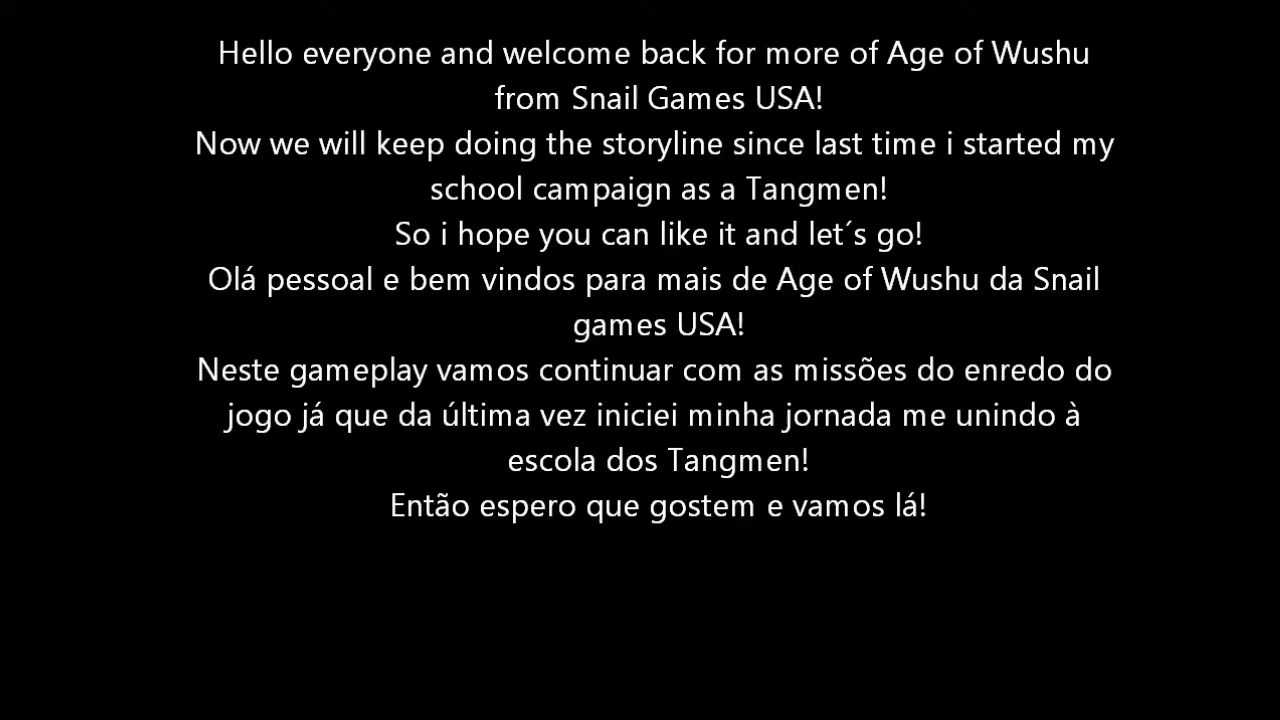 Hello everyone and welcome back for more of Age of Wushu
from Snail Games USA!
Now we will keep doing the storyline since last time i started my
school campaign as a Tangmen!
So i hope you can like it and let´s go!
Olá pessoal e bem vindos para mais de Age of Wushu da Snail
games USA!
Neste gameplay vamos continuar com as missões do enredo do
jogo já que da última vez iniciei minha jornada me unindo à
escola dos Tangmen!
Então espero que gostem e vamos lá!